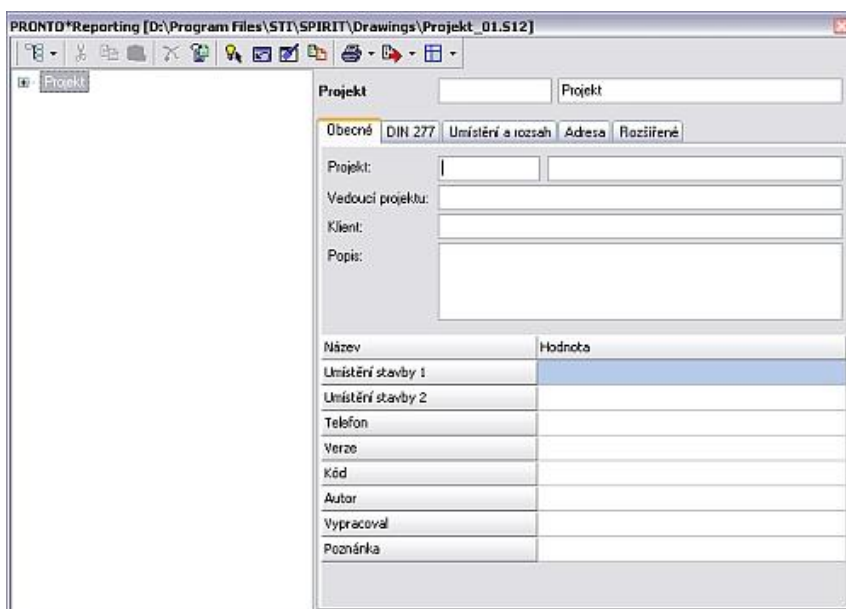 PRONTO*Reporting [D:\Program Files\STI\SPIRIT\Drawings\Projekt_01.S12]
Projekt
Projekt Projekt
Obecné DIN 277 Umístění a rozsah Adresa Rozšířené
Projekt:
Vedoucí projektu:
Klient:
Popis:
Název Hodnota
Umístění stavby 1
Umístění stavby 2
Telefon
Verze
Kód
Autor
Vypracoval
Poznánka